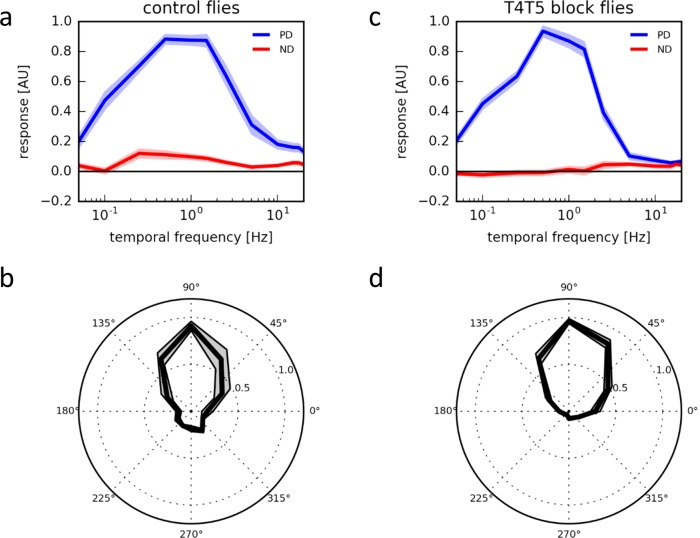 a
control flies
response [AU]
1.0
0.8
0.6
0.4
0.2
0.0
−0.2
PD
ND
10⁻¹
10⁰
10¹
temporal frequency [Hz]
c
T4T5 block flies
response [AU]
1.0
0.8
0.6
0.4
0.2
0.0
−0.2
PD
ND
10⁻¹
10⁰
10¹
temporal frequency [Hz]
b
90°
135°
45°
1.0
0.5
180°
0°
225°
315°
270°
d
90°
135°
45°
1.0
0.5
180°
0°
225°
315°
270°